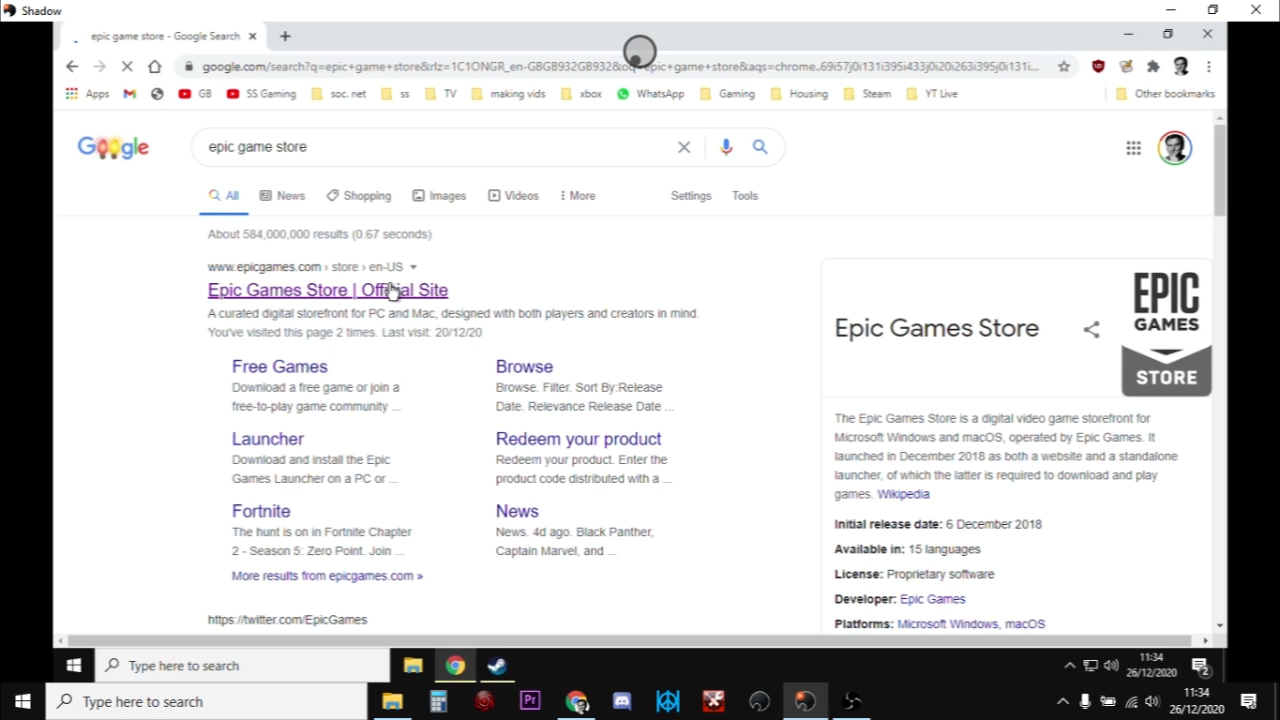 Shadow
epic game store - Google Search
google.com/search?q=epic+game+store&rlz=1C1ONGR_en-GBGB932GB932&oq=epic+game+store&aqs=chrome..69i57j0i131i395i433j0i20i263i395j0i131i...
Apps GB SS Gaming soc. net ss TV making vids xbox WhatsApp Gaming Housing Steam YT Live Other bookmarks
Google
epic game store
All News Shopping Images Videos More Settings Tools
About 584,000,000 results (0.67 seconds)
www.epicgames.com › store › en-US
Epic Games Store | Official Site
A curated digital storefront for PC and Mac, designed with both players and creators in mind.
You've visited this page 2 times. Last visit: 20/12/20
Free Games
Download a free game or join a
free-to-play game community ...
Browse
Browse. Filter. Sort By:Release
Date. Relevance Release Date ...
Launcher
Download and install the Epic
Games Launcher on a PC or ...
Redeem your product
Redeem your product. Enter the
product code distributed with a ...
Fortnite
The hunt is on in Fortnite Chapter
2 - Season 5: Zero Point. Join ...
News
News. 4d ago. Black Panther,
Captain Marvel, and ...
More results from epicgames.com »
https://twitter.com/EpicGames
Epic Games Store
EPIC
GAMES
STORE
The Epic Games Store is a digital video game storefront for
Microsoft Windows and macOS, operated by Epic Games. It
launched in December 2018 as both a website and a standalone
launcher, of which the latter is required to download and play
games. Wikipedia
Initial release date: 6 December 2018
Available in: 15 languages
License: Proprietary software
Developer: Epic Games
Platforms: Microsoft Windows, macOS
Type here to search
11:34
26/12/2020
2
Type here to search
Pr
11:34
26/12/2020